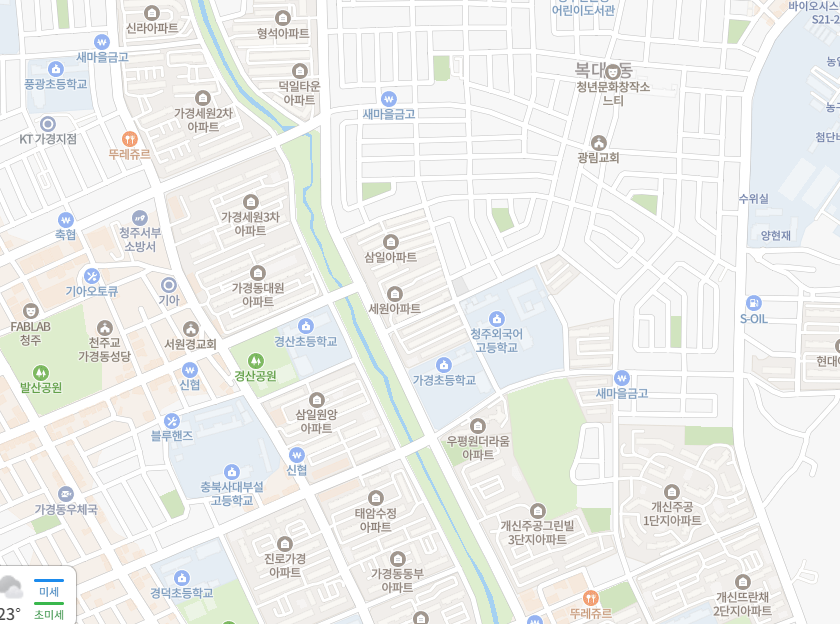 어린이도서관
바이오시스
S21-2
신라아파트
형석아파트
새마을금고
풍광초등학교
덕일타운
아파트
복대 동
청년문화창작소
느티
가경세원2차
아파트
새마을금고
KT 가경지점
뚜레쥬르
광림교회
첨단바
가경세원3차
아파트
수위실
축협
청주서부
소방서
양현재
삼일아파트
기아오토큐
기아
가경동대원
아파트
세원아파트
S-OIL
FABLAB
청주
천주교
가경동성당
서원경교회
경산초등학교
청주외국어
고등학교
현대
발산공원
신협
경산공원
가경초등학교
새마을금고
삼일원앙
아파트
블루핸즈
우평원더라움
아파트
신협
충북사대부설
고등학교
가경동우체국
태암수정
아파트
개신주공그린빌
3단지아파트
개신주공
1단지아파트
진로가경
아파트
가경동동부
아파트
경덕초등학교
미세
23°
초미세
뚜레쥬르
개신뜨란채
2단지아파트